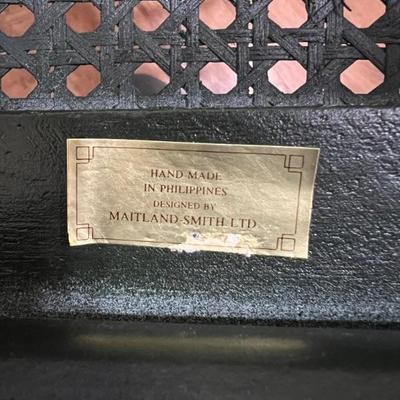 HAND MADE
IN PHILIPPINES
DESIGNED BY
MAITLAND-SMITH LTD